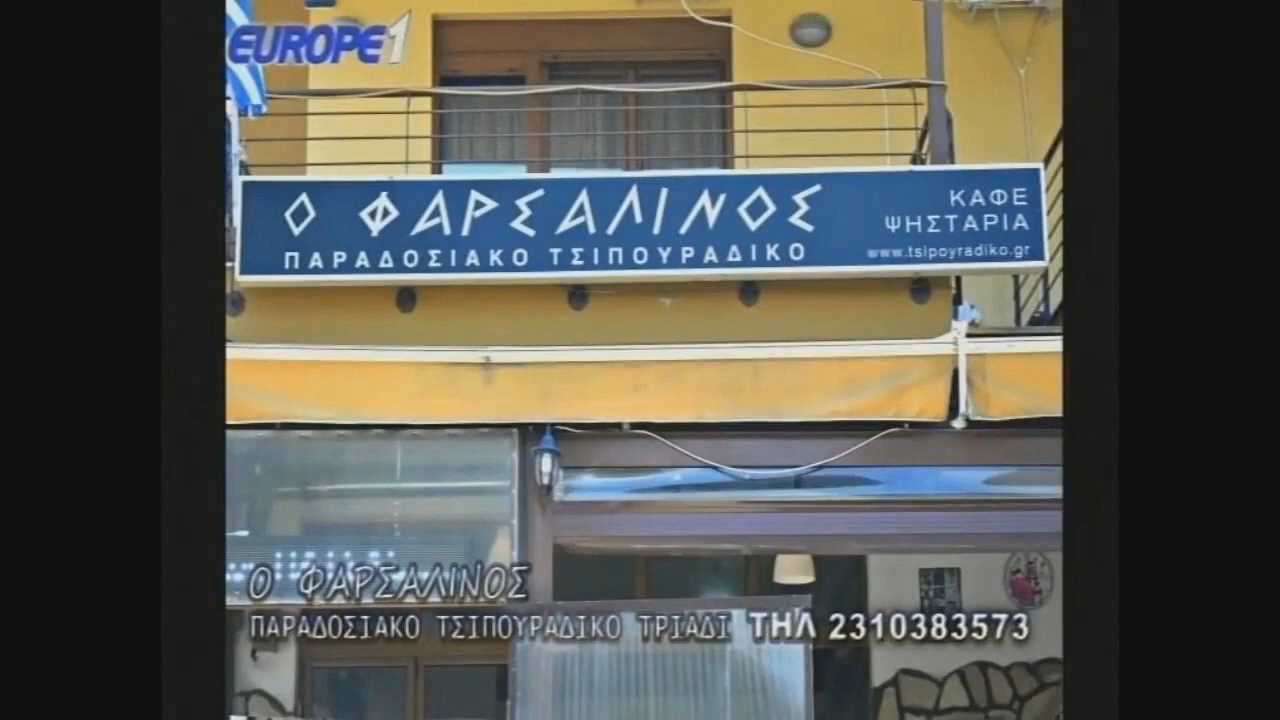 EUROPE1
Ο ΦΑΡΣΑΛΙΝΟΣ
ΠΑΡΑΔΟΣΙΑΚΟ ΤΣΙΠΟΥΡΑΔΙΚΟ
ΚΑΦΕ
ΨΗΣΤΑΡΙΑ
www.tsipoyradiko.gr
Ο ΦΑΡΣΑΛΙΝΟΣ
ΠΑΡΑΔΟΣΙΑΚΟ ΤΣΙΠΟΥΡΑΔΙΚΟ ΤΡΙΑΔΙ ΤΗΛ 2310383573